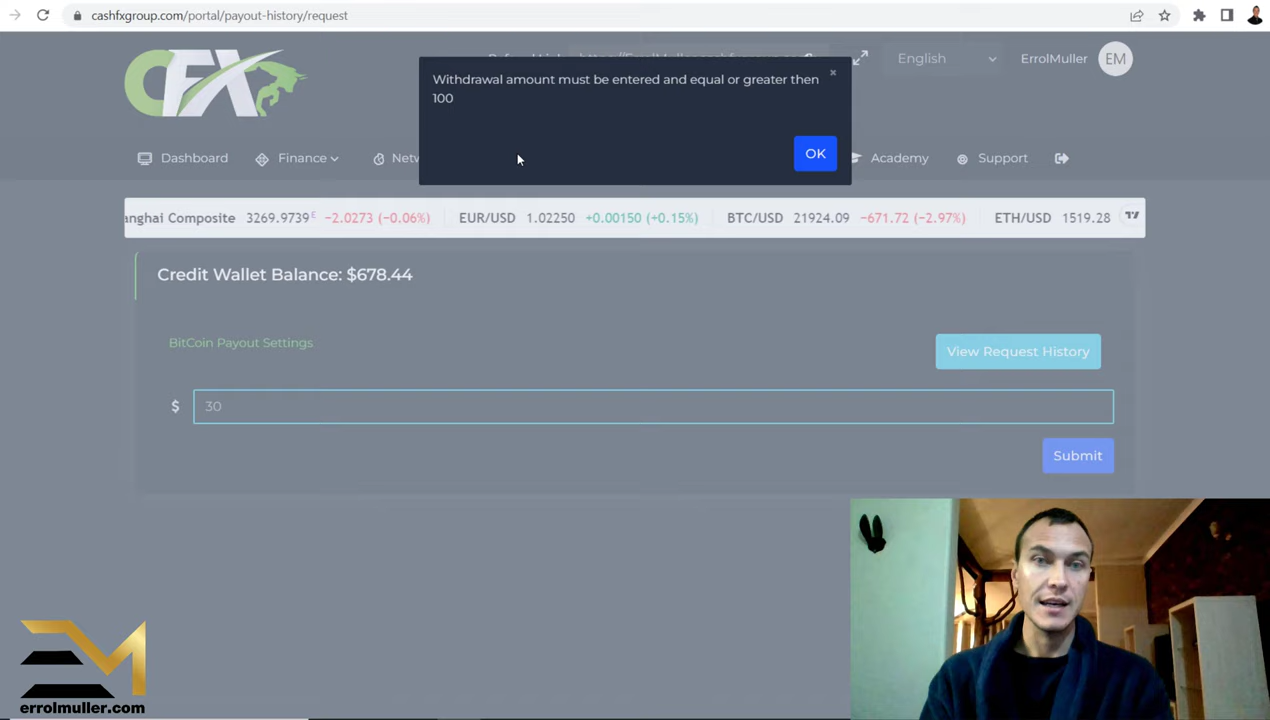 cashfxgroup.com/portal/payout-history/request
CFX
English
ErrolMuller
EM
Withdrawal amount must be entered and equal or greater then
100
OK
Dashboard
Finance
Academy
Support
Composite 3269.9739 −2.0273 (−0.06%) EUR/USD 1.02250 +0.00150 (+0.15%) BTC/USD 21924.09 −671.72 (−2.97%) ETH/USD 1519.28
Credit Wallet Balance: $678.44
BitCoin Payout Settings
View Request History
$ 30
Submit
EM
errolmuller.com